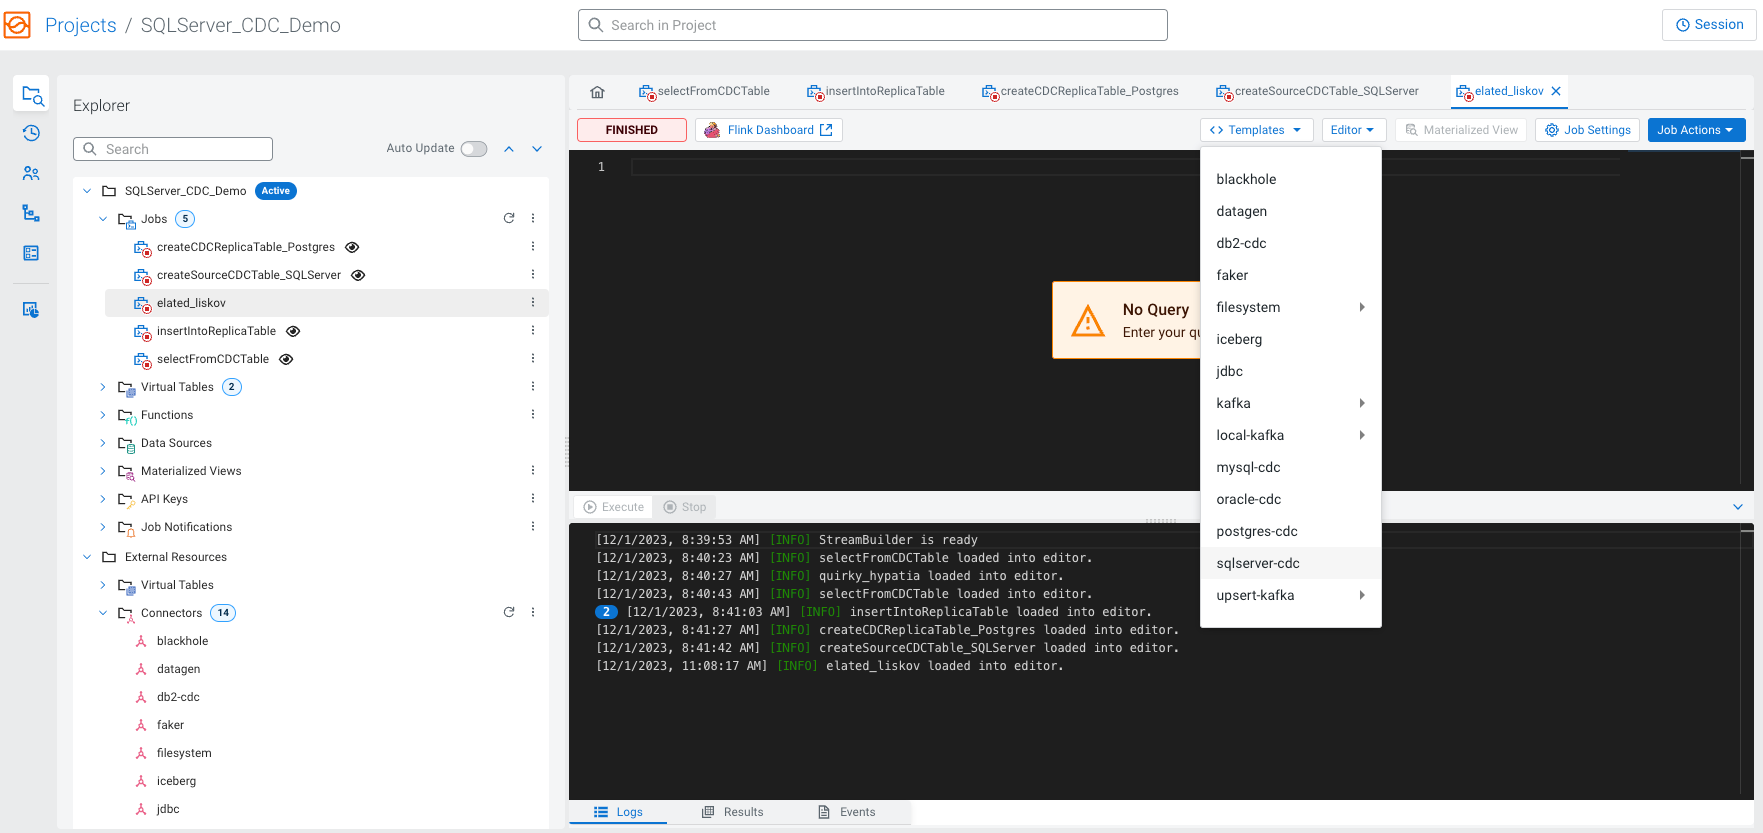 Projects / SQLServer_CDC_Demo
Search in Project
Session
Explorer
Search
Auto Update
SQLServer_CDC_Demo Active
Jobs 5
createCDCReplicaTable_Postgres
createSourceCDCTable_SQLServer
elated_liskov
insertIntoReplicaTable
selectFromCDCTable
Virtual Tables 2
Functions
Data Sources
Materialized Views
API Keys
Job Notifications
External Resources
Virtual Tables
Connectors 14
blackhole
datagen
db2-cdc
faker
filesystem
iceberg
jdbc
selectFromCDCTable insertIntoReplicaTable createCDCReplicaTable_Postgres createSourceCDCTable_SQLServer elated_liskov
FINISHED Flink Dashboard Templates Editor Materialized View Job Settings Job Actions
1
No Query
Enter your qu
blackhole
datagen
db2-cdc
faker
filesystem
iceberg
jdbc
kafka
local-kafka
mysql-cdc
oracle-cdc
postgres-cdc
sqlserver-cdc
upsert-kafka
Execute Stop
[12/1/2023, 8:39:53 AM] [INFO] StreamBuilder is ready
[12/1/2023, 8:40:23 AM] [INFO] selectFromCDCTable loaded into editor.
[12/1/2023, 8:40:27 AM] [INFO] quirky_hypatia loaded into editor.
[12/1/2023, 8:40:43 AM] [INFO] selectFromCDCTable loaded into editor.
2 [12/1/2023, 8:41:03 AM] [INFO] insertIntoReplicaTable loaded into editor.
[12/1/2023, 8:41:27 AM] [INFO] createCDCReplicaTable_Postgres loaded into editor.
[12/1/2023, 8:41:42 AM] [INFO] createSourceCDCTable_SQLServer loaded into editor.
[12/1/2023, 11:08:17 AM] [INFO] elated_liskov loaded into editor.
Logs Results Events